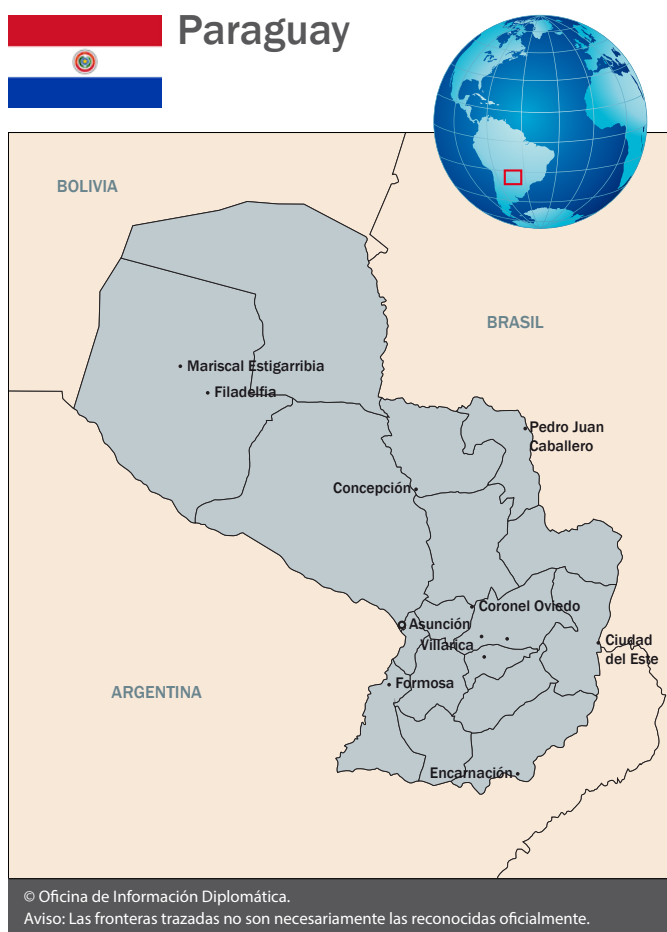 Paraguay
BOLIVIA
BRASIL
Mariscal Estigarribia
Filadelfia
Pedro Juan
Caballero
Concepción
Coronel Oviedo
Asunción
Villarica
Ciudad
del Este
Formosa
ARGENTINA
Encarnación
© Oficina de Información Diplomática.
Aviso: Las fronteras trazadas no son necesariamente las reconocidas oficialmente.